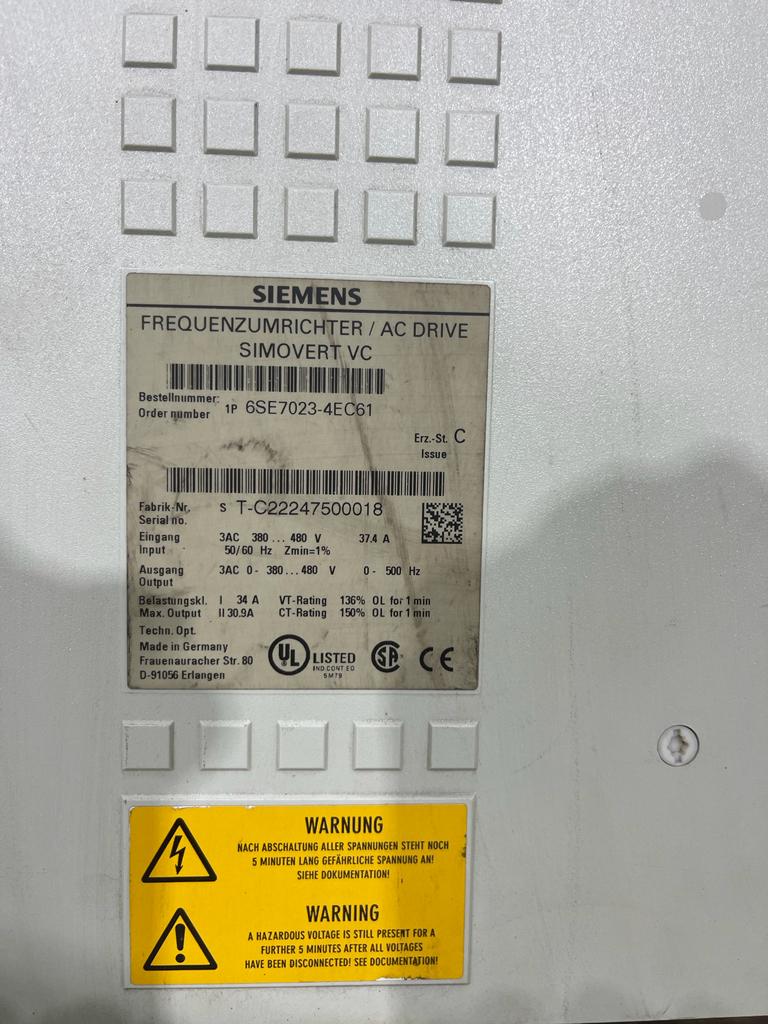 SIEMENS
FREQUENZUMRICHTER / AC DRIVE
SIMOVERT VC
Bestellnummer:
Order number 1P 6SE7023-4EC61
Erz.-St. C
Issue
Fabrik-Nr. S T-C22247500018
Serial no.
Eingang 3AC 380 ... 480 V 37.4 A
Input 50/60 Hz Zmin=1%
Ausgang 3AC 0 - 380 ... 480 V 0 - 500 Hz
Output
Belastungskl. I 34 A VT-Rating 136% OL for 1 min
Max. Output II 30.9A CT-Rating 150% OL for 1 min
Techn. Opt.
Made in Germany
Frauenauracher Str. 80
D-91056 Erlangen
UL LISTED
IND.CONT.EQ
5M79
SA
CE
WARNUNG
NACH ABSCHALTUNG ALLER SPANNUNGEN STEHT NOCH
5 MINUTEN LANG GEFÄHRLICHE SPANNUNG AN!
SIEHE DOKUMENTATION!
WARNING
A HAZARDOUS VOLTAGE IS STILL PRESENT FOR A
FURTHER 5 MINUTES AFTER ALL VOLTAGES
HAVE BEEN DISCONNECTED! SEE DOCUMENTATION!